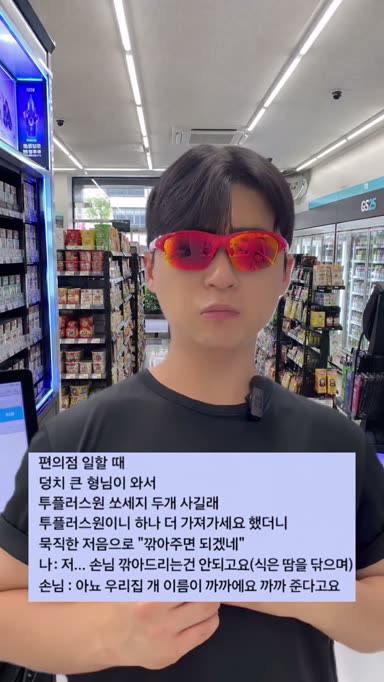 GS25
편의점 일할 때
덩치 큰 형님이 와서
투플러스원 쏘세지 두개 사길래
투플러스원이니 하나 더 가져가세요 했더니
묵직한 저음으로 "깎아주면 되겠네"
나 : 저... 손님 깎아드리는건 안되고요(식은 땀을 닦으며)
손님 : 아뇨 우리집 개 이름이 까까에요 까까 준다고요